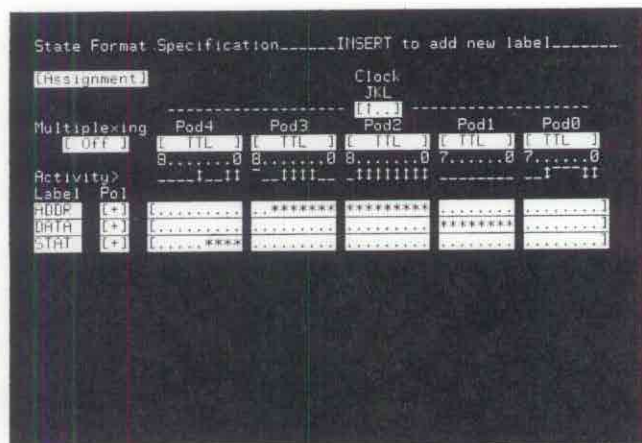 State Format Specification______INSERT to add new label_______
[Assignment] Clock
JKL
-------------------- [↑..] --------------------
Multiplexing Pod4 Pod3 Pod2 Pod1 Pod0
[ Off ] [ TTL ] [ TTL ] [ TTL ] [ TTL ] [ TTL ]
8.......0 8.......0 8.......0 7......0 7......0
Activity>
Label Pol
ADDR [+] [......... ..******* ********* ........ ........]
DATA [+] [......... ......... ......... ******** ........]
STAT [+] [.....**** ......... ......... ........ ........]